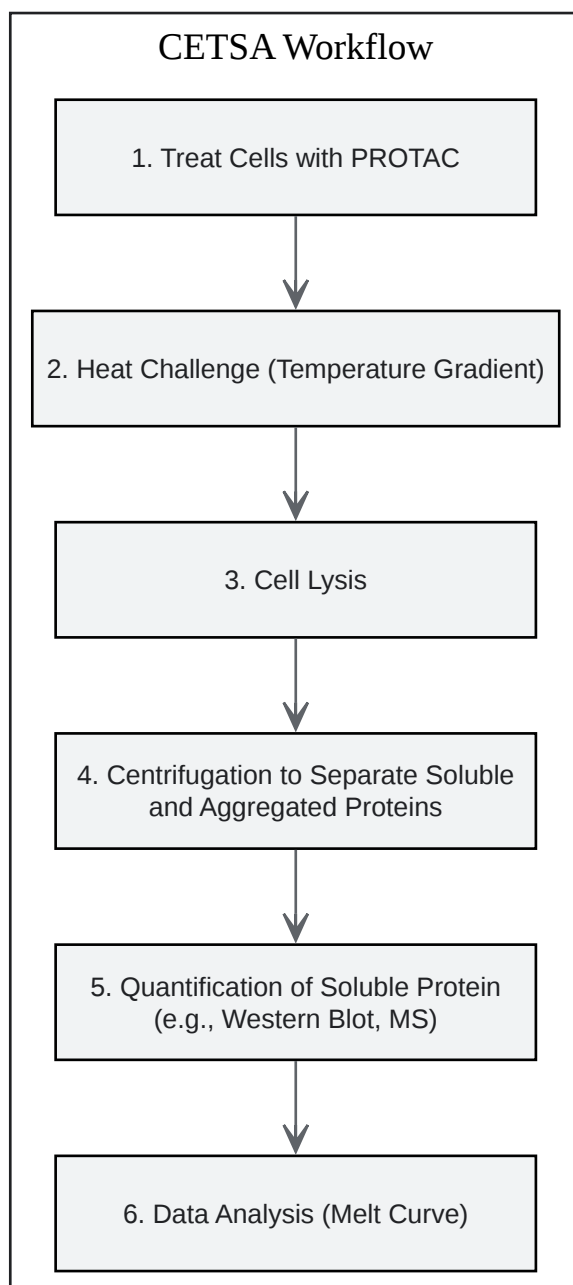 CETSA Workflow
1. Treat Cells with PROTAC
2. Heat Challenge (Temperature Gradient)
3. Cell Lysis
4. Centrifugation to Separate Soluble
and Aggregated Proteins
5. Quantification of Soluble Protein
(e.g., Western Blot, MS)
6. Data Analysis (Melt Curve)